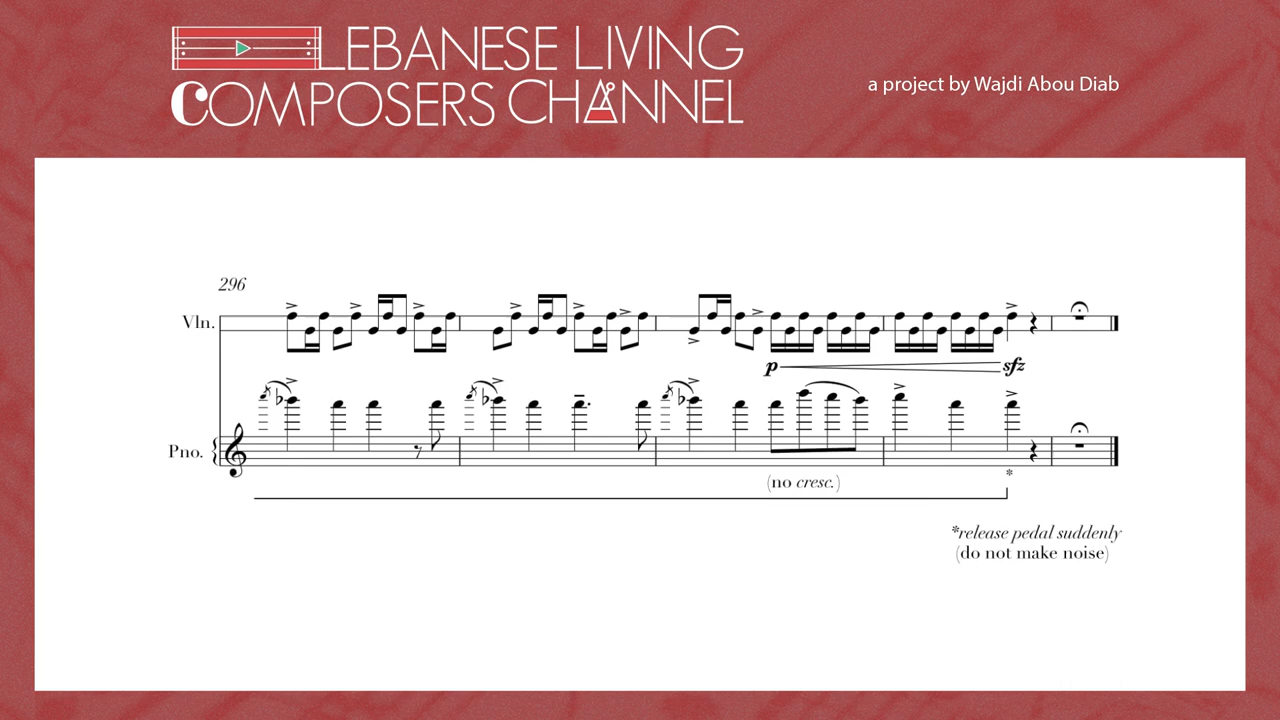 LEBANESE LIVING
COMPOSERS CHANNEL
a project by Wajdi Abou Diab
296
Vln.
p sfz
Pno.
*
(no cresc.)
*release pedal suddenly
(do not make noise)